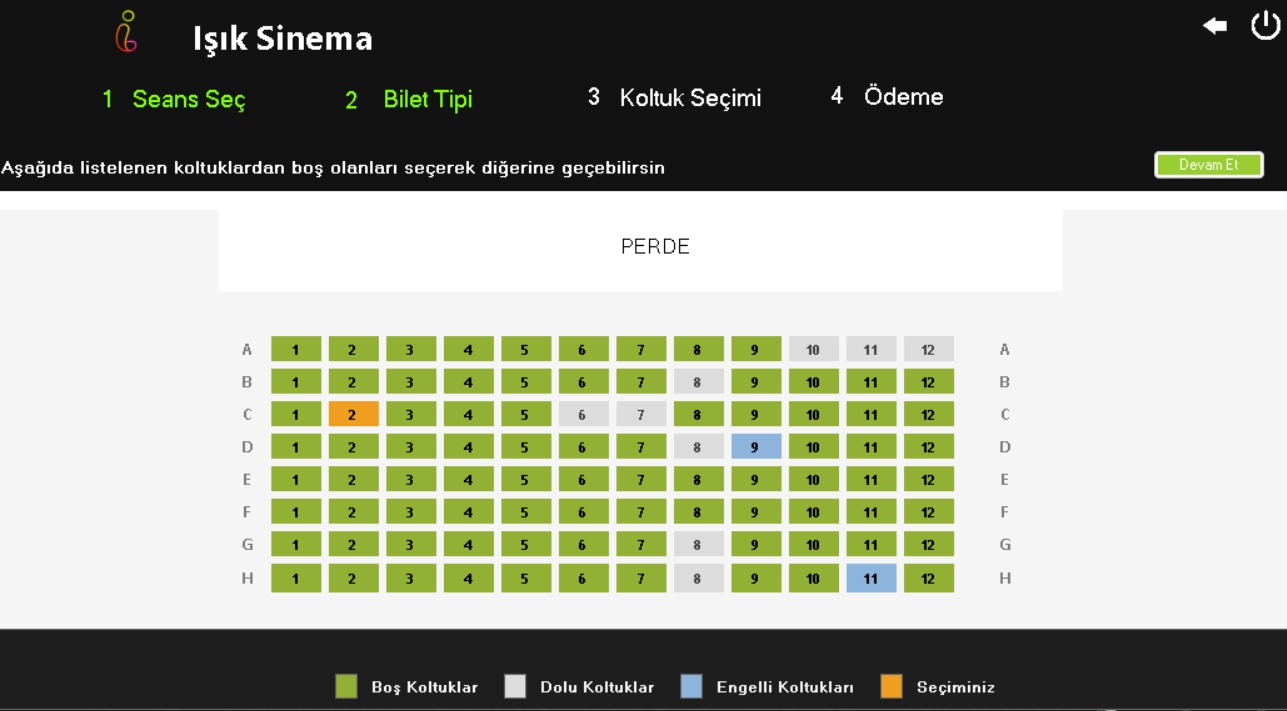 Işık Sinema
1 Seans Seç 2 Bilet Tipi 3 Koltuk Seçimi 4 Ödeme
Aşağıda listelenen koltuklardan boş olanları seçerek diğerine geçebilirsin Devam Et
PERDE
A 1 2 3 4 5 6 7 8 9 10 11 12 A
B 1 2 3 4 5 6 7 8 9 10 11 12 B
C 1 2 3 4 5 6 7 8 9 10 11 12 C
D 1 2 3 4 5 6 7 8 9 10 11 12 D
E 1 2 3 4 5 6 7 8 9 10 11 12 E
F 1 2 3 4 5 6 7 8 9 10 11 12 F
G 1 2 3 4 5 6 7 8 9 10 11 12 G
H 1 2 3 4 5 6 7 8 9 10 11 12 H
Boş Koltuklar Dolu Koltuklar Engelli Koltukları Seçiminiz